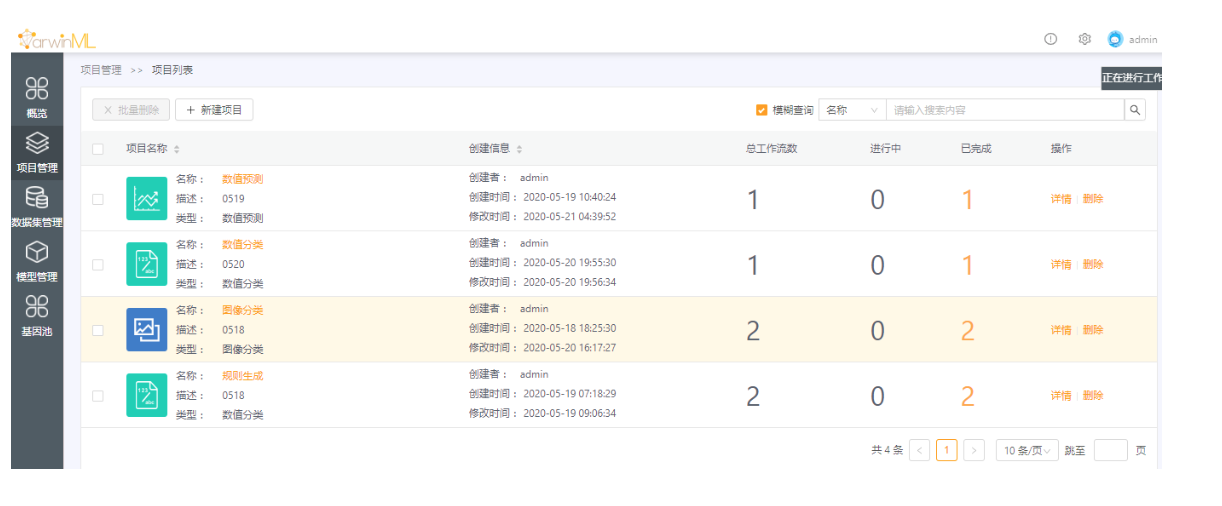 DarwinML
admin
项目管理 >> 项目列表
正在进行工作
概览
项目管理
数据集管理
模型管理
基因池
批量删除 + 新建项目 模糊查询 名称 请输入搜索内容
项目名称 创建信息 总工作流数 进行中 已完成 操作
名称： 数值预测
描述： 0519
类型： 数值预测
创建者： admin
创建时间： 2020-05-19 10:40:24
修改时间： 2020-05-21 04:39:52
1 0 1 详情 删除
名称： 数值分类
描述： 0520
类型： 数值分类
创建者： admin
创建时间： 2020-05-20 19:55:30
修改时间： 2020-05-20 19:56:34
1 0 1 详情 删除
名称： 图像分类
描述： 0518
类型： 图像分类
创建者： admin
创建时间： 2020-05-18 18:25:30
修改时间： 2020-05-20 16:17:27
2 0 2 详情 删除
名称： 规则生成
描述： 0518
类型： 数值分类
创建者： admin
创建时间： 2020-05-19 07:18:29
修改时间： 2020-05-19 09:06:34
2 0 2 详情 删除
共 4 条 < 1 > 10 条/页 跳至 页